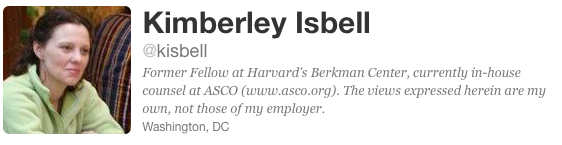 Kimberley Isbell
@kisbell
Former Fellow at Harvard's Berkman Center, currently in-house
counsel at ASCO (www.asco.org). The views expressed herein are my
own, not those of my employer.
Washington, DC